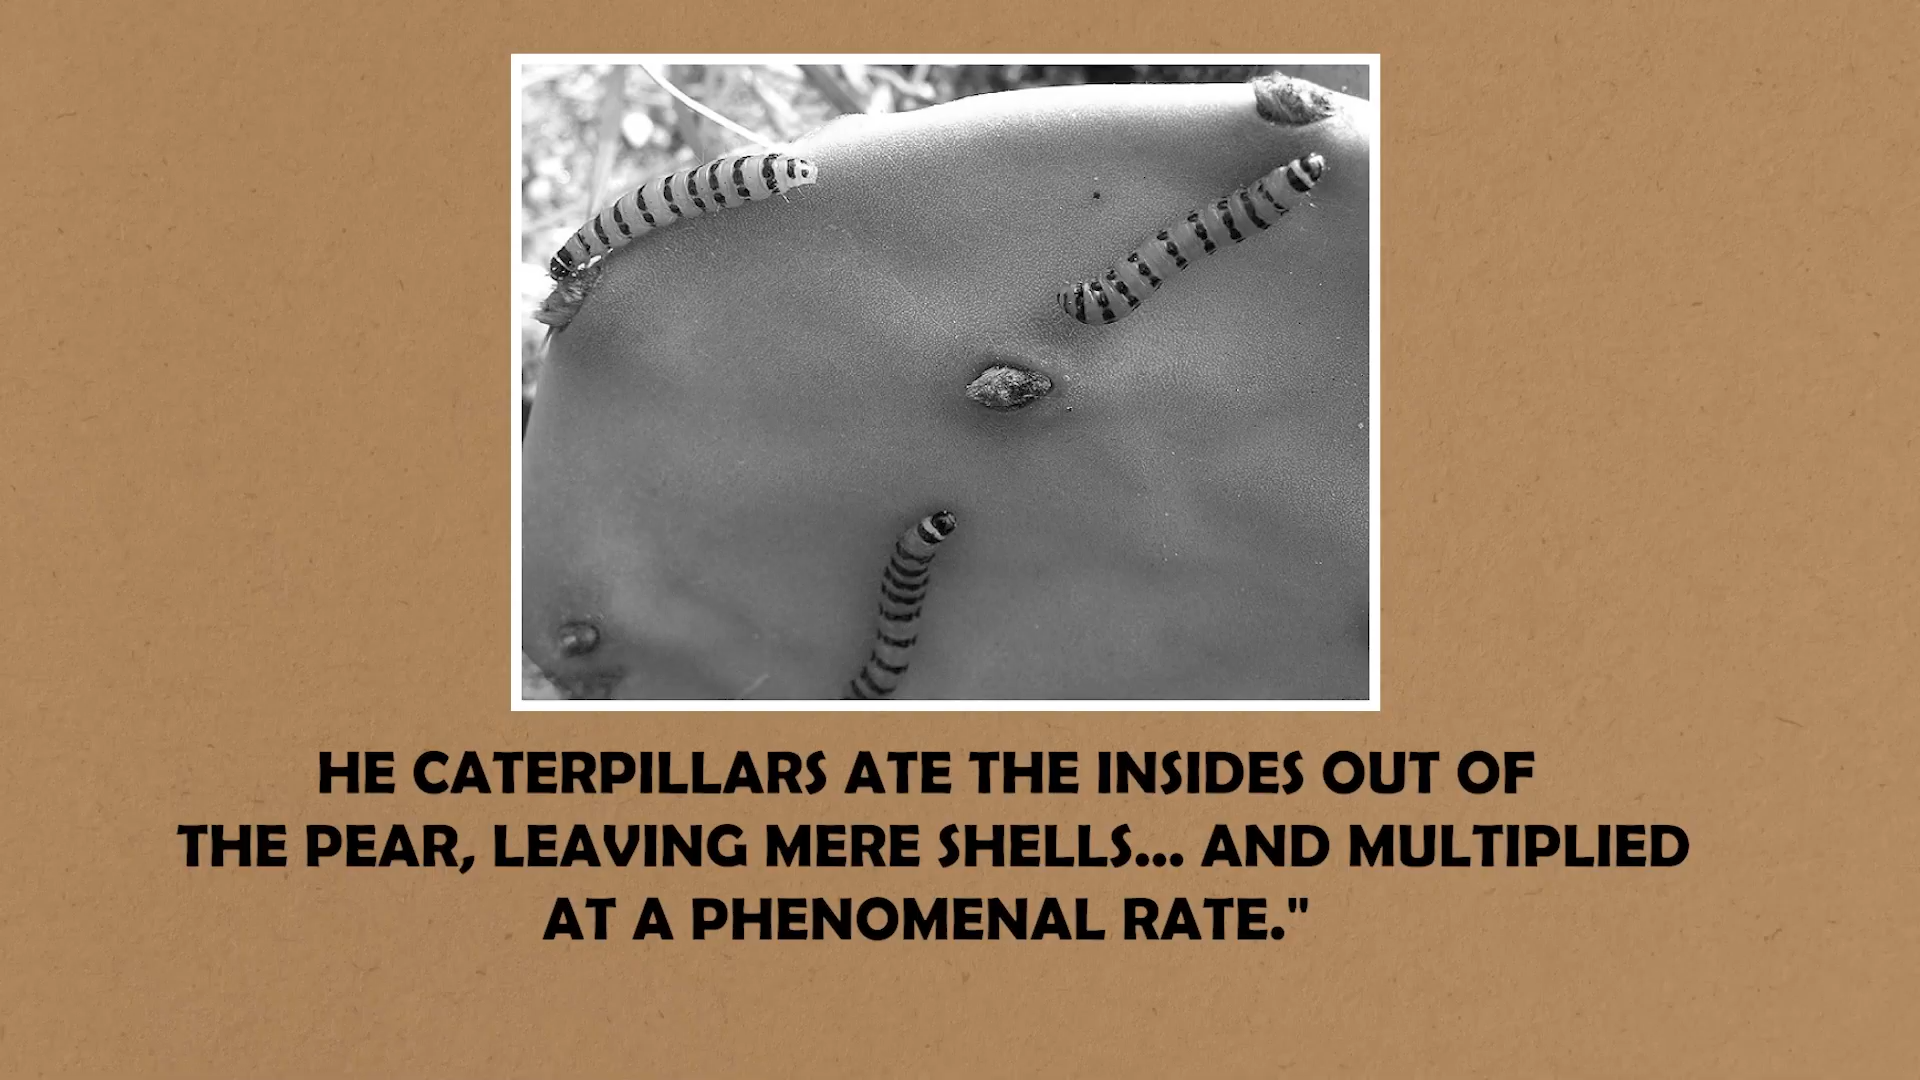 HE CATERPILLARS ATE THE INSIDES OUT OF
THE PEAR, LEAVING MERE SHELLS... AND MULTIPLIED
AT A PHENOMENAL RATE."